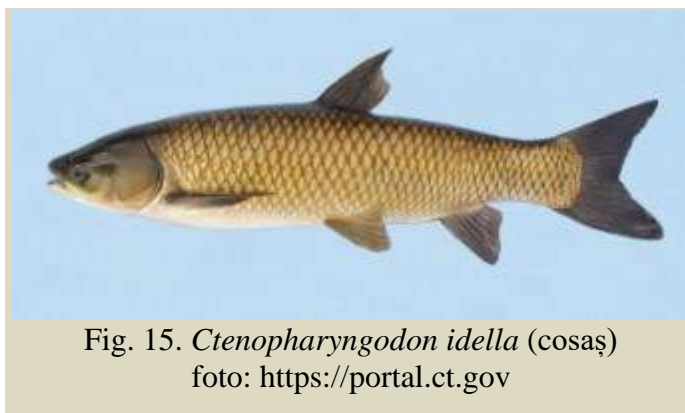 Fig. 15. Ctenopharyngodon idella (cosaș)
foto: https://portal.ct.gov